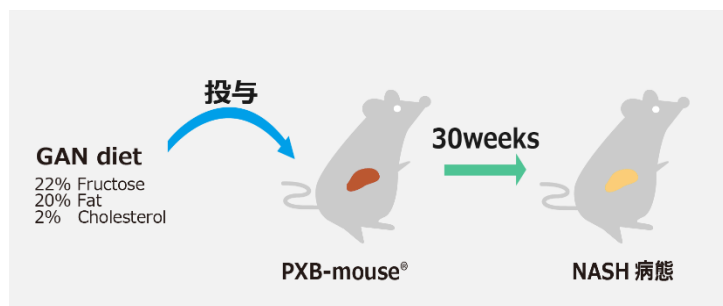 投与
GAN diet
22% Fructose
20% Fat
2% Cholesterol
30weeks
PXB-mouse®
NASH 病態